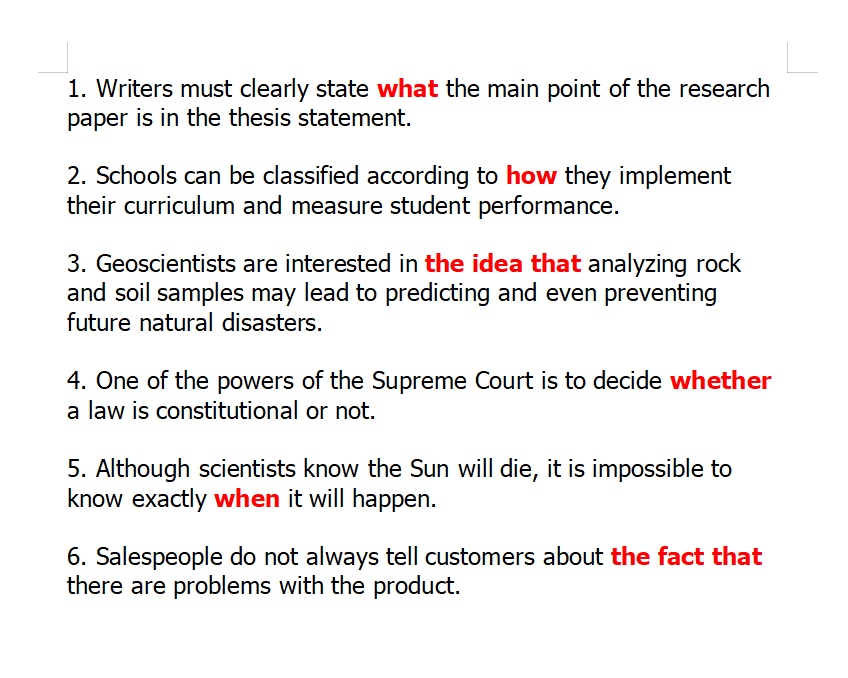 1. Writers must clearly state what the main point of the research
paper is in the thesis statement.
2. Schools can be classified according to how they implement
their curriculum and measure student performance.
3. Geoscientists are interested in the idea that analyzing rock
and soil samples may lead to predicting and even preventing
future natural disasters.
4. One of the powers of the Supreme Court is to decide whether
a law is constitutional or not.
5. Although scientists know the Sun will die, it is impossible to
know exactly when it will happen.
6. Salespeople do not always tell customers about the fact that
there are problems with the product.